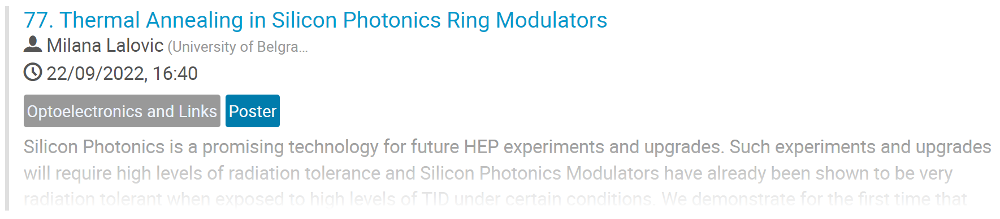 77. Thermal Annealing in Silicon Photonics Ring Modulators
Milana Lalovic (University of Belgra...
22/09/2022, 16:40
Optoelectronics and Links Poster
Silicon Photonics is a promising technology for future HEP experiments and upgrades. Such experiments and upgrades
will require high levels of radiation tolerance and Silicon Photonics Modulators have already been shown to be very
radiation tolerant when exposed to high levels of TID under certain conditions. We demonstrate for the first time that